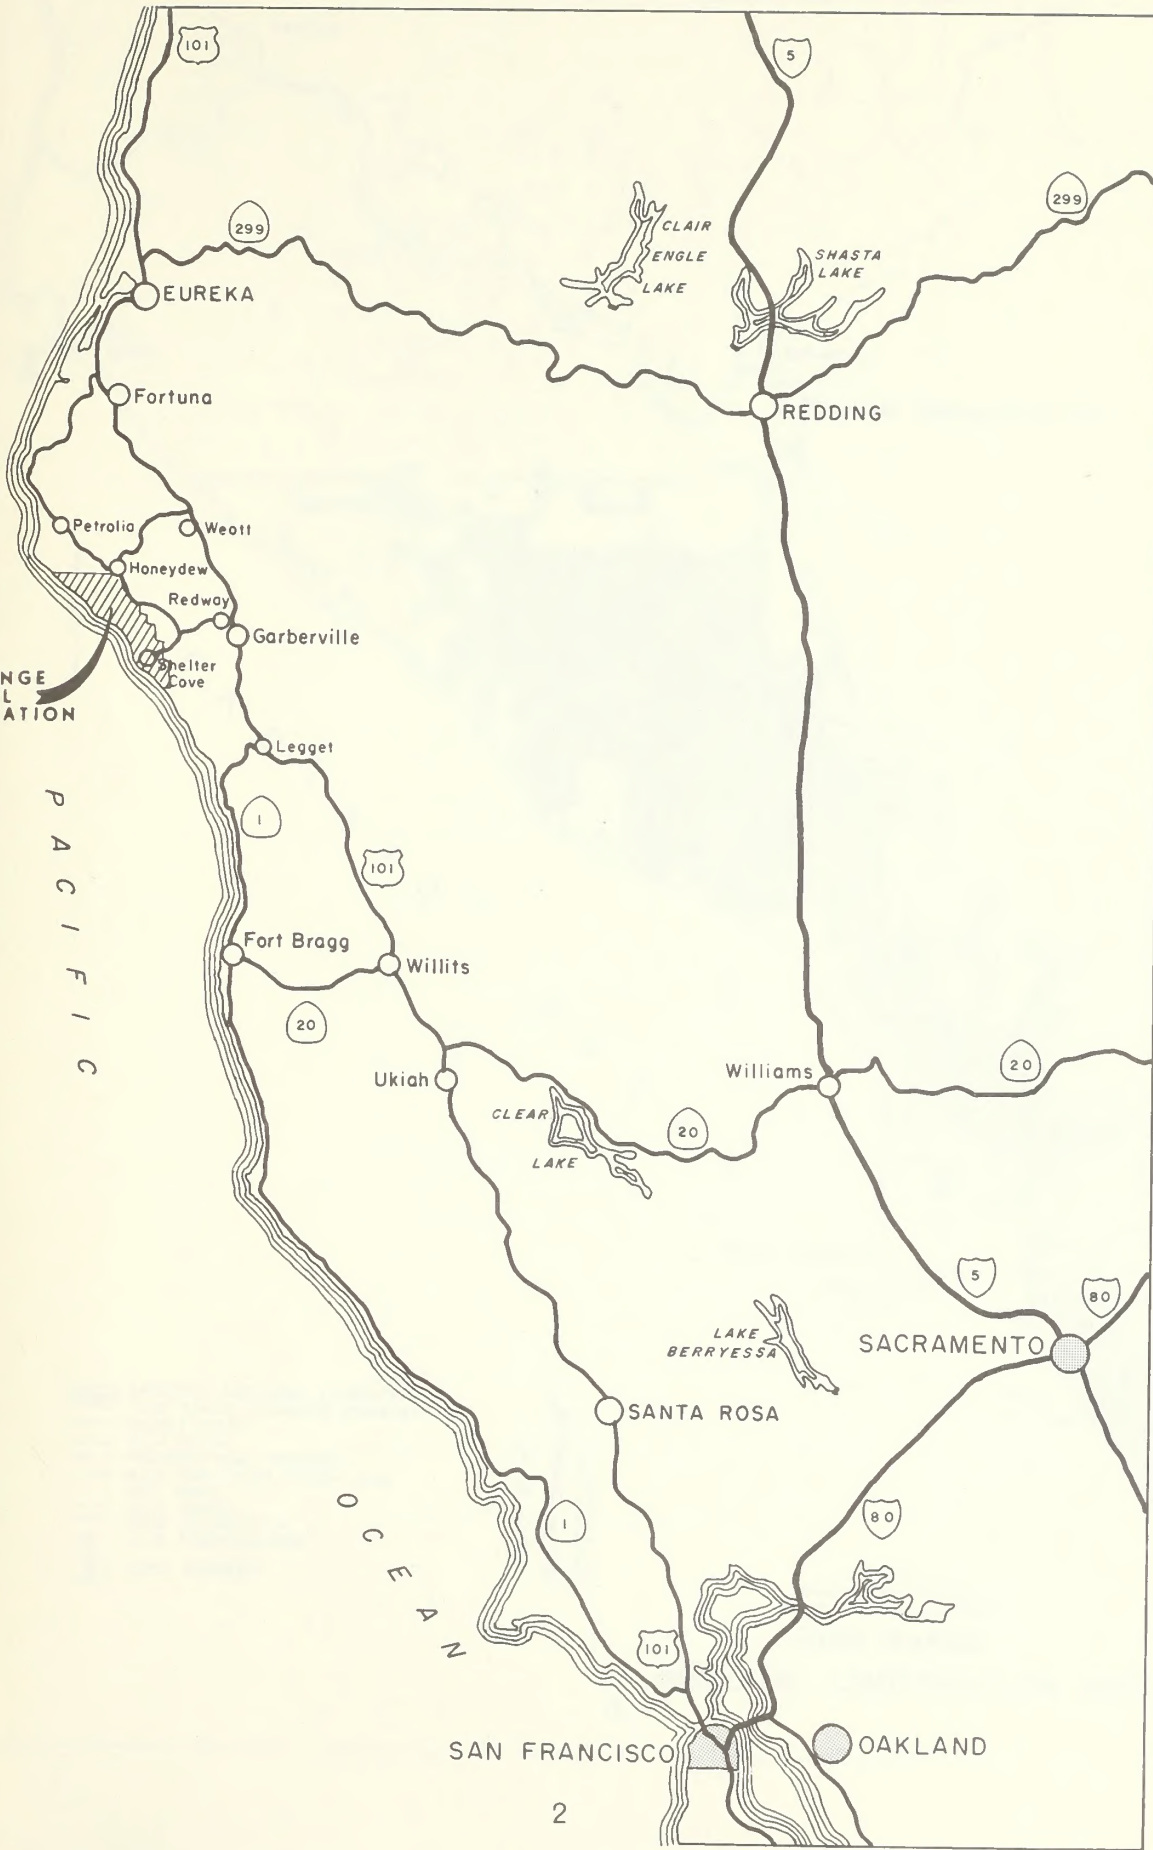 101
5
299
299
CLAIR
ENGLE
LAKE
SHASTA
LAKE
EUREKA
Fortuna
REDDING
Petrolia
Weott
Honeydew
Redway
Garberville
Shelter
Cove
NGE
L
ATION
Legget
1
101
PACIFIC
Fort Bragg
Willits
20
Ukiah
Williams
20
CLEAR
LAKE
20
5
80
LAKE
BERRYESSA
SACRAMENTO
SANTA ROSA
OCEAN
1
80
101
SAN FRANCISCO
OAKLAND
2